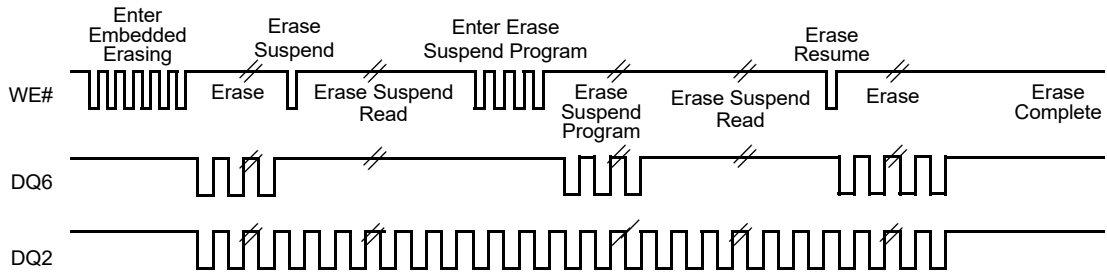 Enter
Embedded
Erasing
Erase
Suspend
Enter Erase
Suspend Program
Erase
Resume
WE#
Erase
Erase Suspend
Read
Erase
Suspend
Program
Erase Suspend
Read
Erase
Erase
Complete
DQ6
DQ2